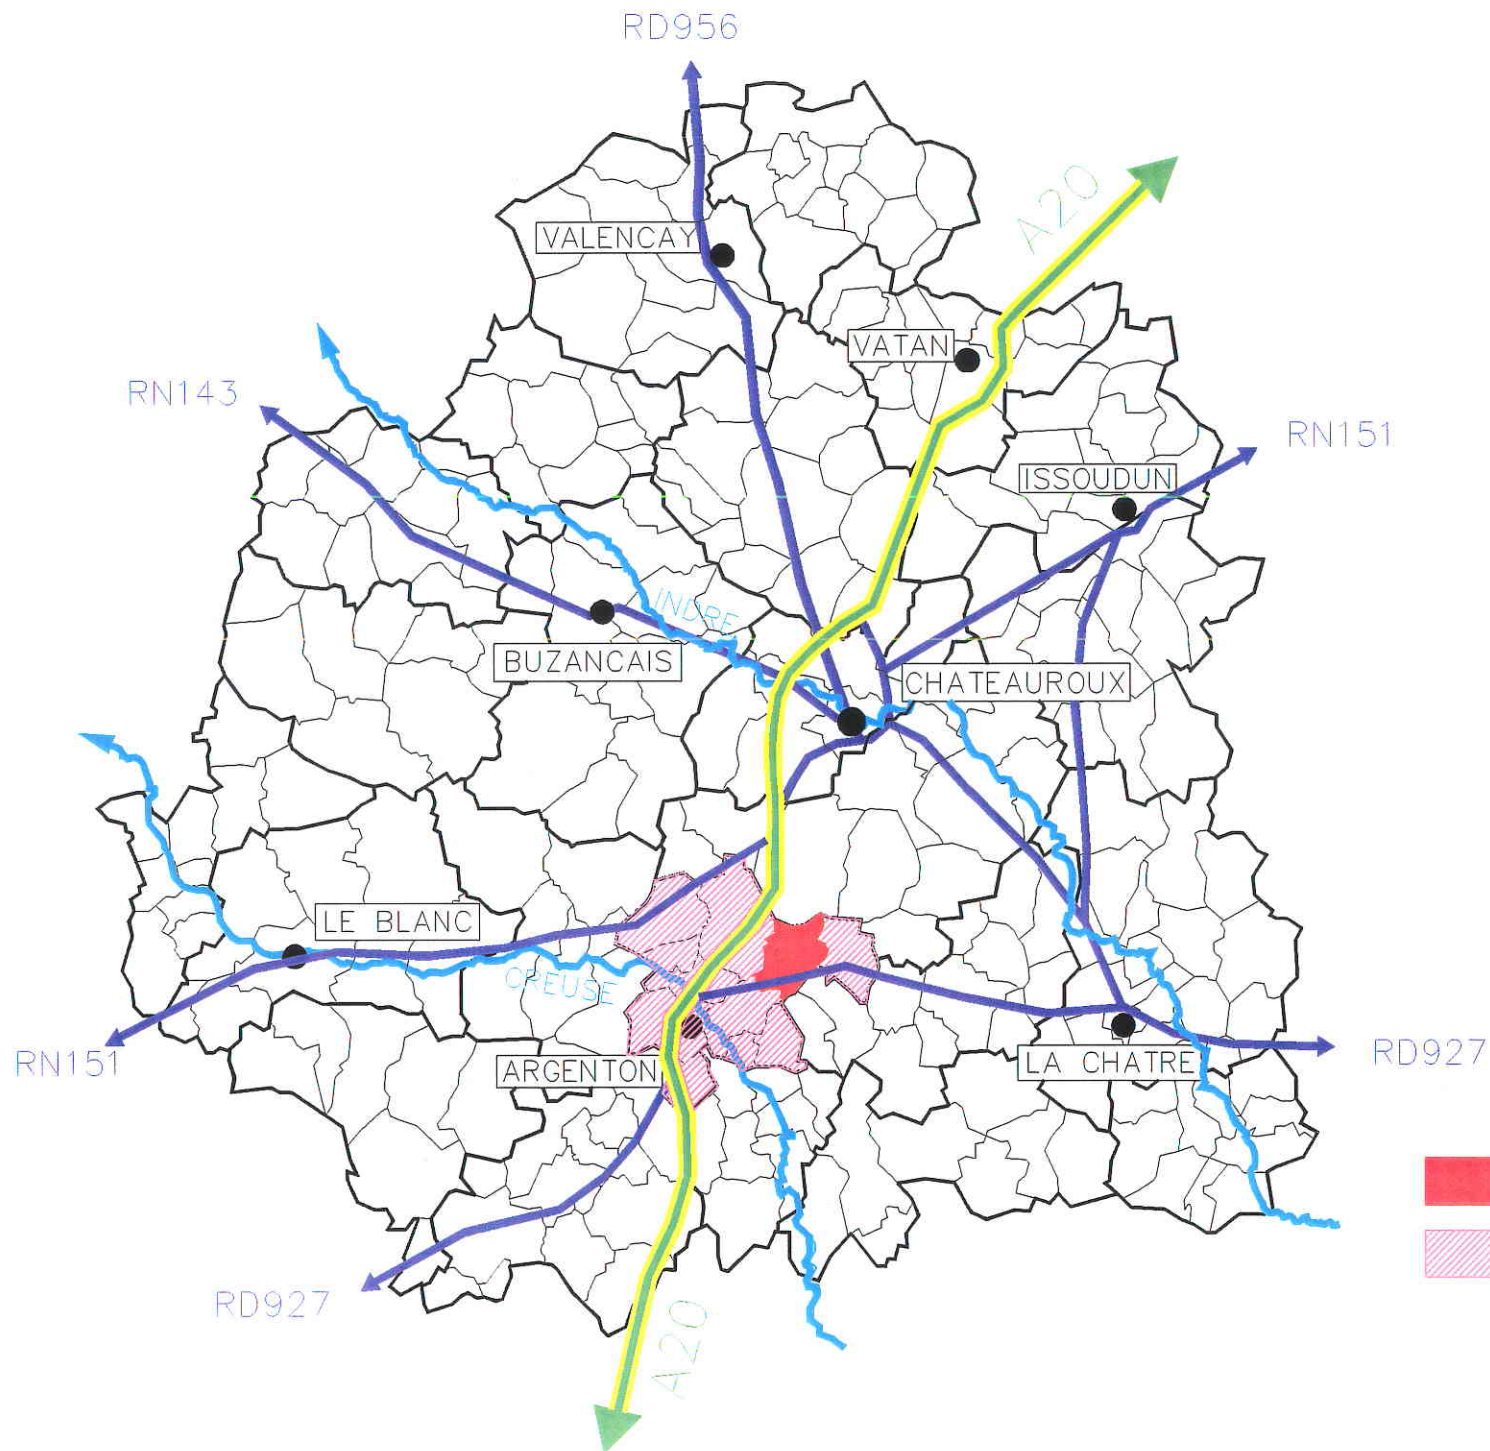 RD956
A20
VALENCAY
VATAN
RN143
RN151
ISSOUDUN
INDRE
BUZANCAIS
CHATEAUROUX
LE BLANC
CREUSE
RN151
ARGENTON
LA CHATRE
RD927
RD927
A20